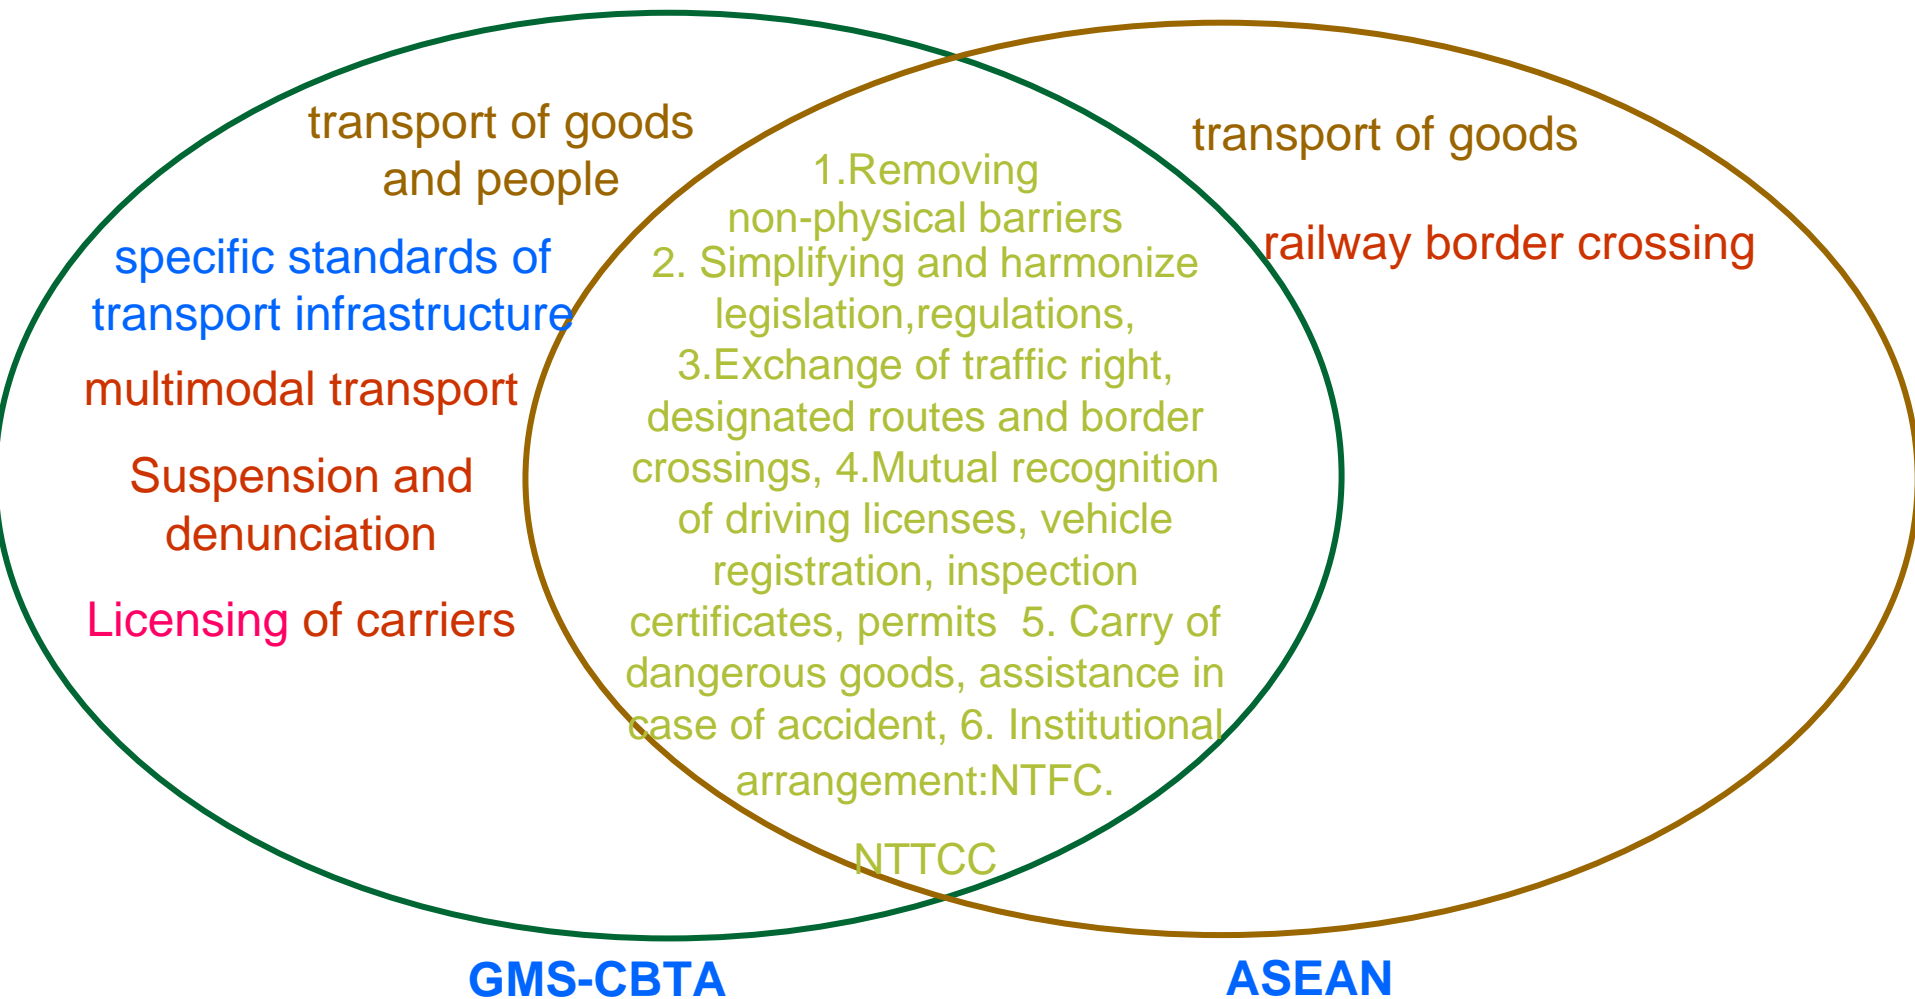 transport of goods
and people
specific standards of
transport infrastructure
multimodal transport
Suspension and
denunciation
Licensing of carriers
1.Removing
non-physical barriers
2. Simplifying and harmonize
legislation,regulations,
3.Exchange of traffic right,
designated routes and border
crossings, 4.Mutual recognition
of driving licenses, vehicle
registration, inspection
certificates, permits  5. Carry of
dangerous goods, assistance in
case of accident, 6. Institutional
arrangement:NTFC.
NTTCC
transport of goods
railway border crossing
GMS-CBTA
ASEAN